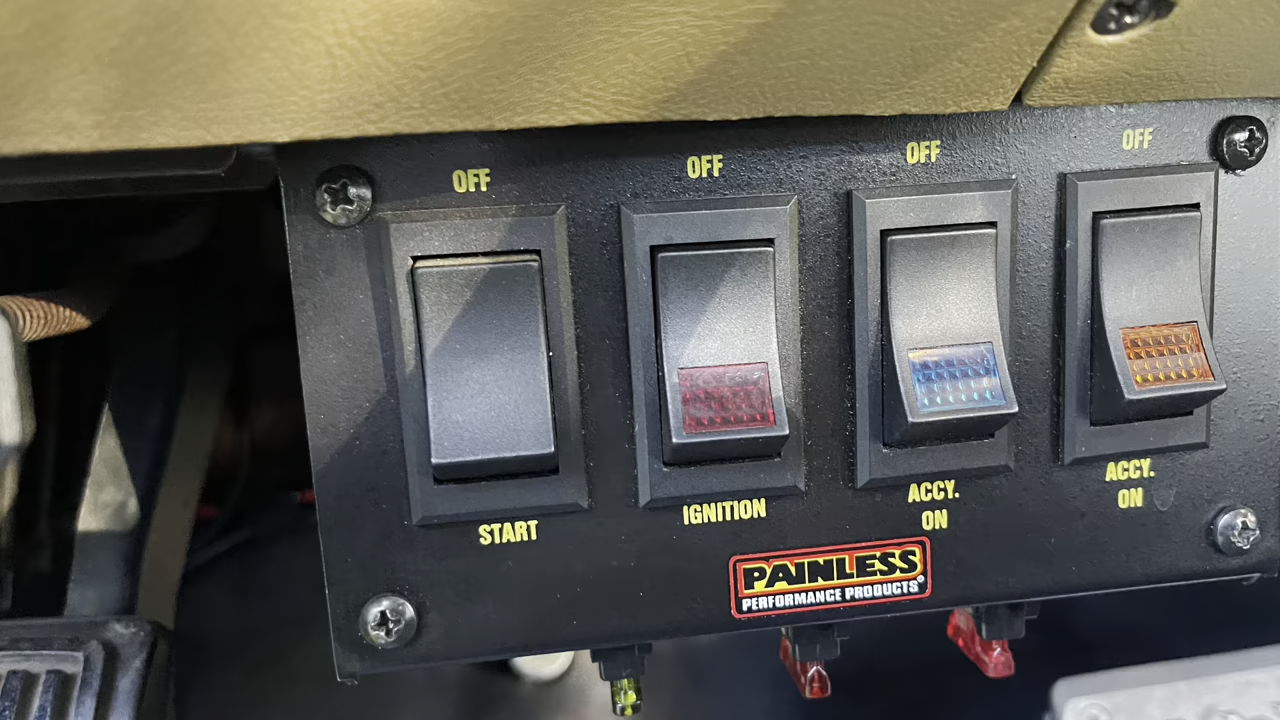 OFF
OFF
OFF
OFF
START
IGNITION
ACCY.
ON
ACCY.
ON
PAINLESS
PERFORMANCE PRODUCTS®